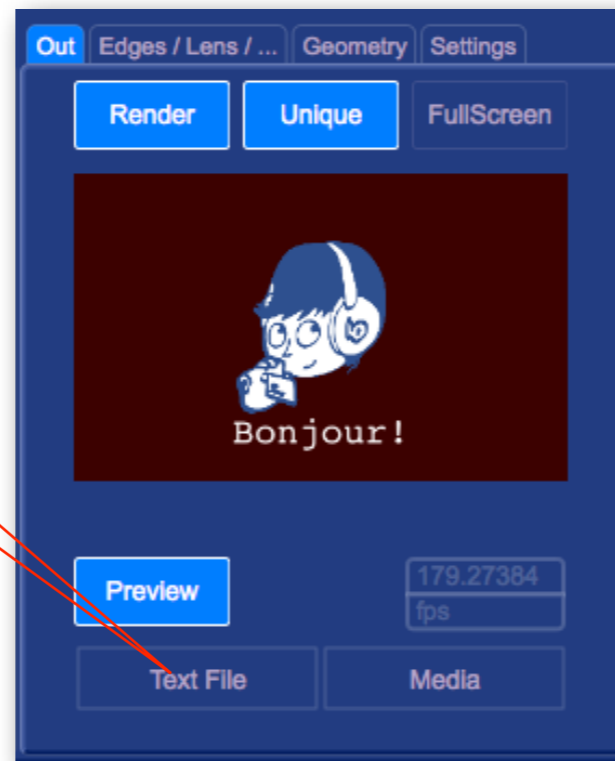 Out Edges / Lens / ... Geometry Settings
Render Unique FullScreen
Bonjour!
Preview 179.27384
fps
Text File Media